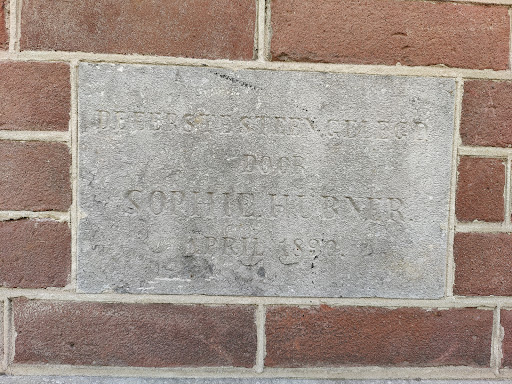 DE EERSTE STEEN GELEGD
DOOR
SOPHIE HUBNER
APRIL